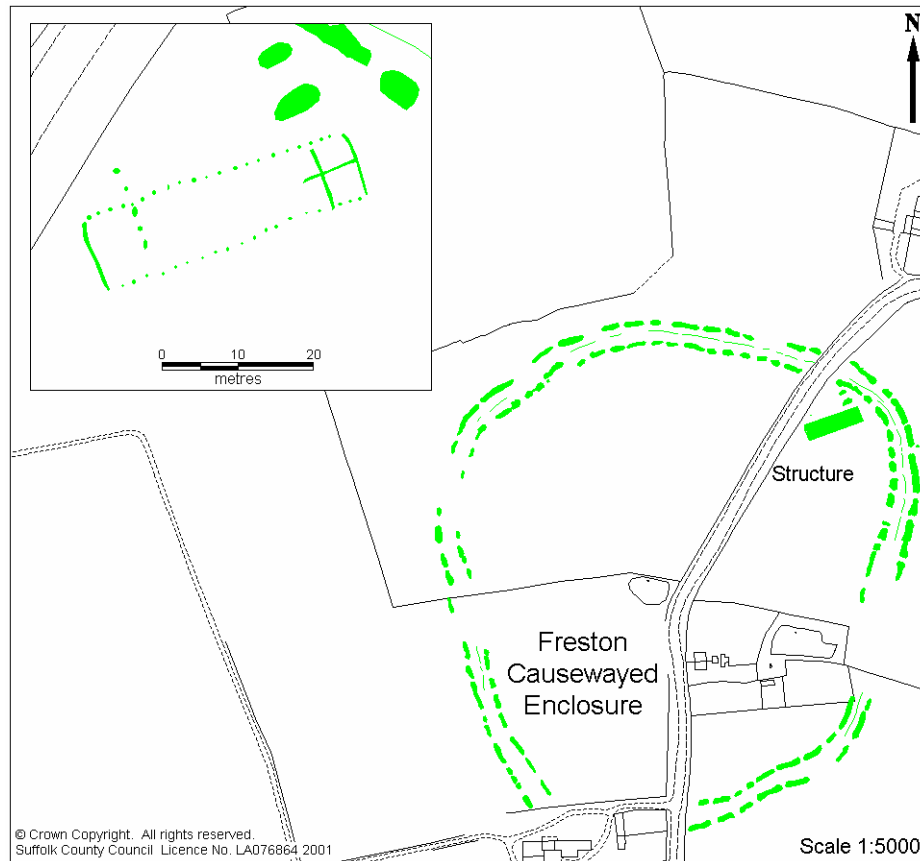 N
0 10 20
metres
Structure
Freston
Causewayed
Enclosure
© Crown Copyright. All rights reserved.
Suffolk County Council Licence No. LA076864 2001
Scale 1:5000